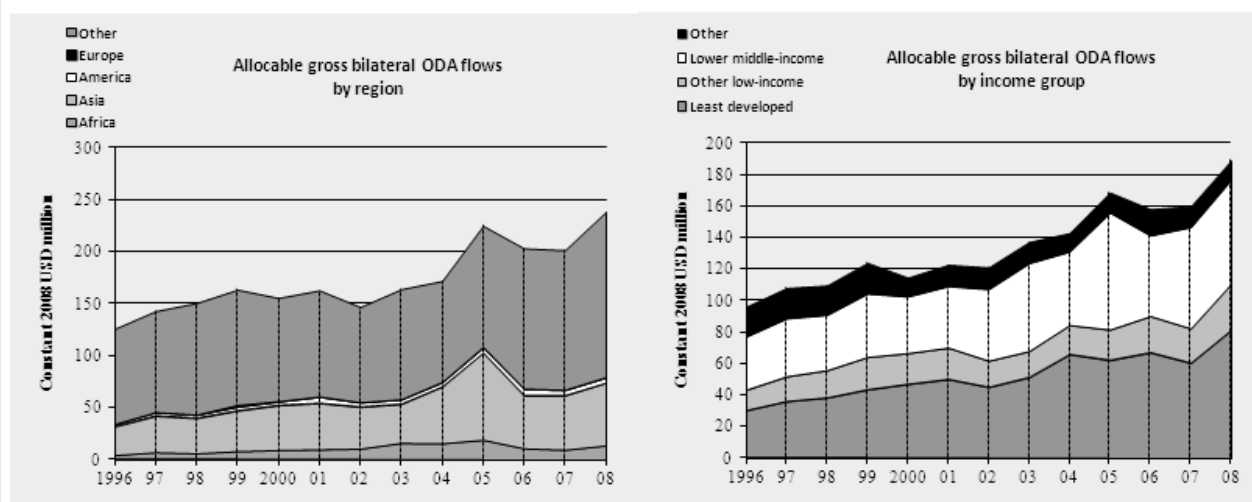 Other
Europe
America
Asia
Africa
Allocable gross bilateral ODA flows
by region
Constant 2008 USD million
300
250
200
150
100
50
0
1996 97 98 99 2000 01 02 03 04 05 06 07 08
Other
Lower middle-income
Other low-income
Least developed
Allocable gross bilateral ODA flows
by income group
Constant 2008 USD million
200
180
160
140
120
100
80
60
40
20
0
1996 97 98 99 2000 01 02 03 04 05 06 07 08